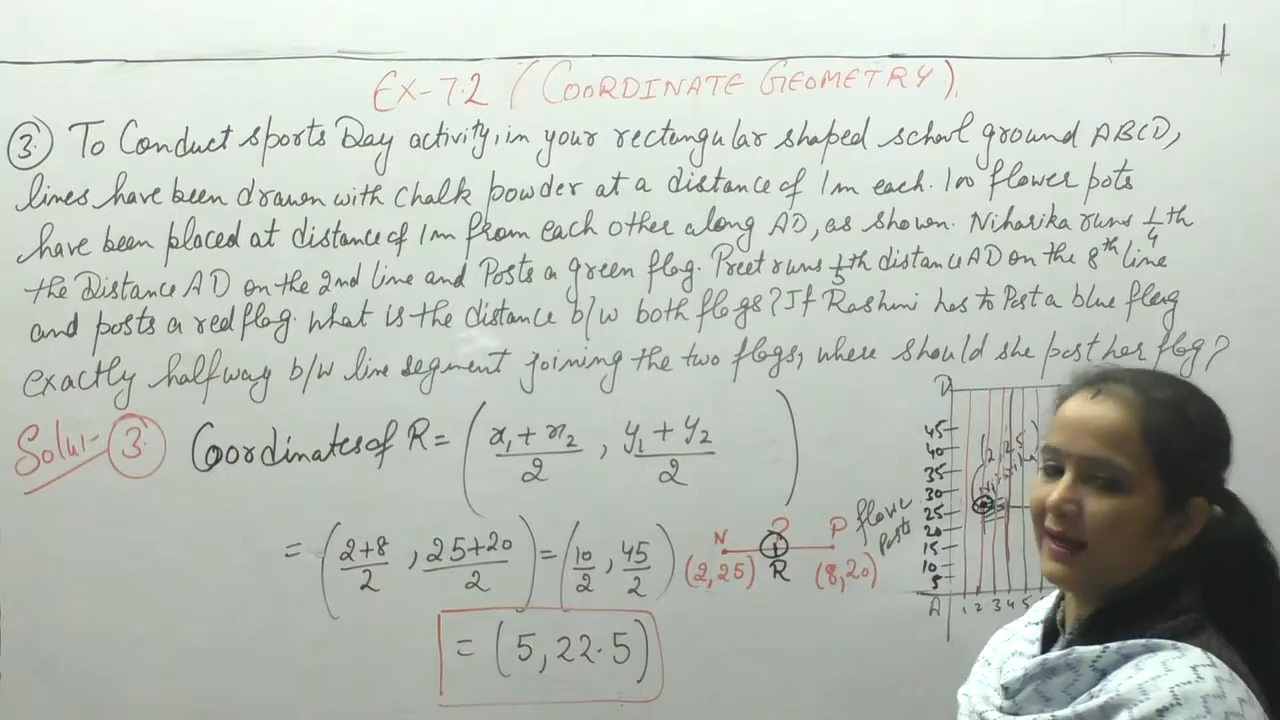 EX-7.2 (COORDINATE GEOMETRY).
3. To Conduct sports Day activity, in your rectangular shaped school ground ABCD,
lines have been drawn with chalk powder at a distance of 1m each. 100 flower pots
have been placed at distance of 1m from each other along AD, as shown. Niharika runs 1/4 th
the Distance AD on the 2nd line and Posts a green flag. Preet runs 1/5 th distance AD on the 8th line
and posts a red flag. What is the distance b/w both flags? If Rashmi has to Post a blue flag
exactly halfway b/w line segment joining the two flags, where should she post her flag?
Solu:- 3. Coordinates of R = (x₁ + x₂ / 2 , y₁ + y₂ / 2)
= (2+8 / 2 , 25+20 / 2) = (10 / 2 , 45 / 2)
= (5, 22.5)
N ? P
(2,25) R (8,20)
flower
Posts
D
45
40
35
30
25
20
15
10
5
A 1 2 3 4 5